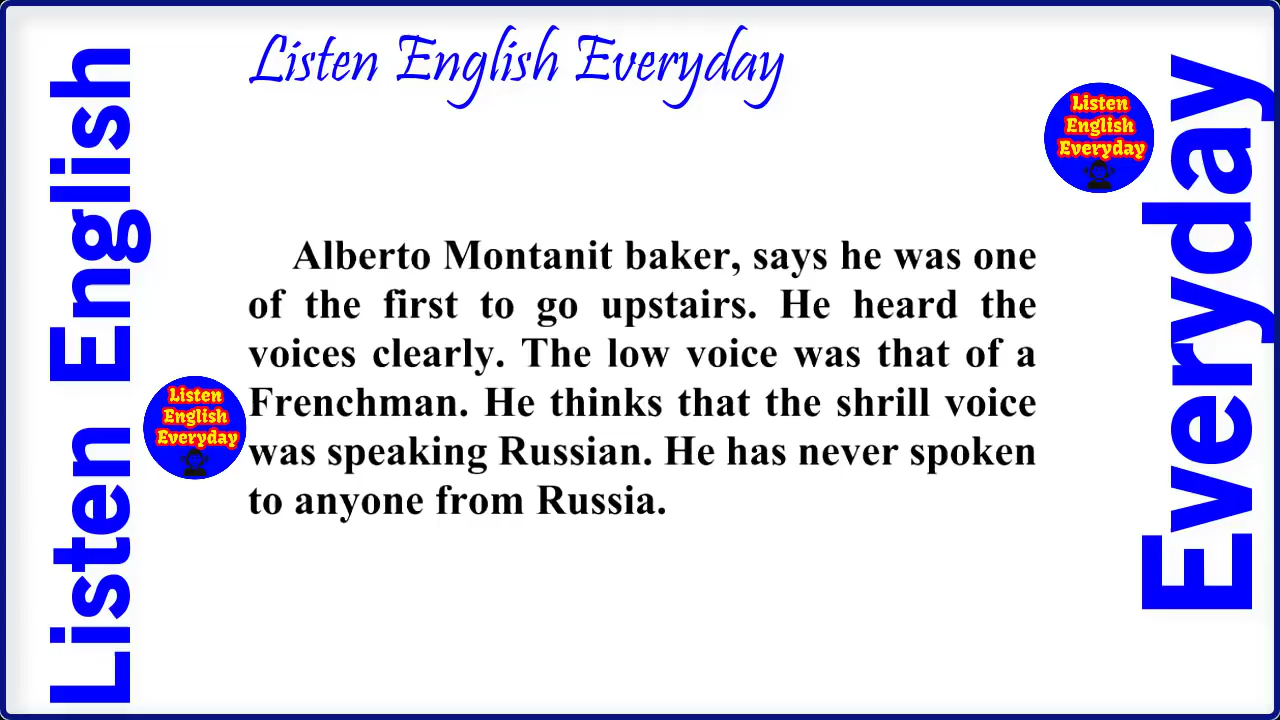 Listen English Everyday
Listen English
Everyday
Listen
English
Everyday
Alberto Montanit baker, says he was one
of the first to go upstairs. He heard the
voices clearly. The low voice was that of a
Frenchman. He thinks that the shrill voice
was speaking Russian. He has never spoken
to anyone from Russia.
Listen
English
Everyday